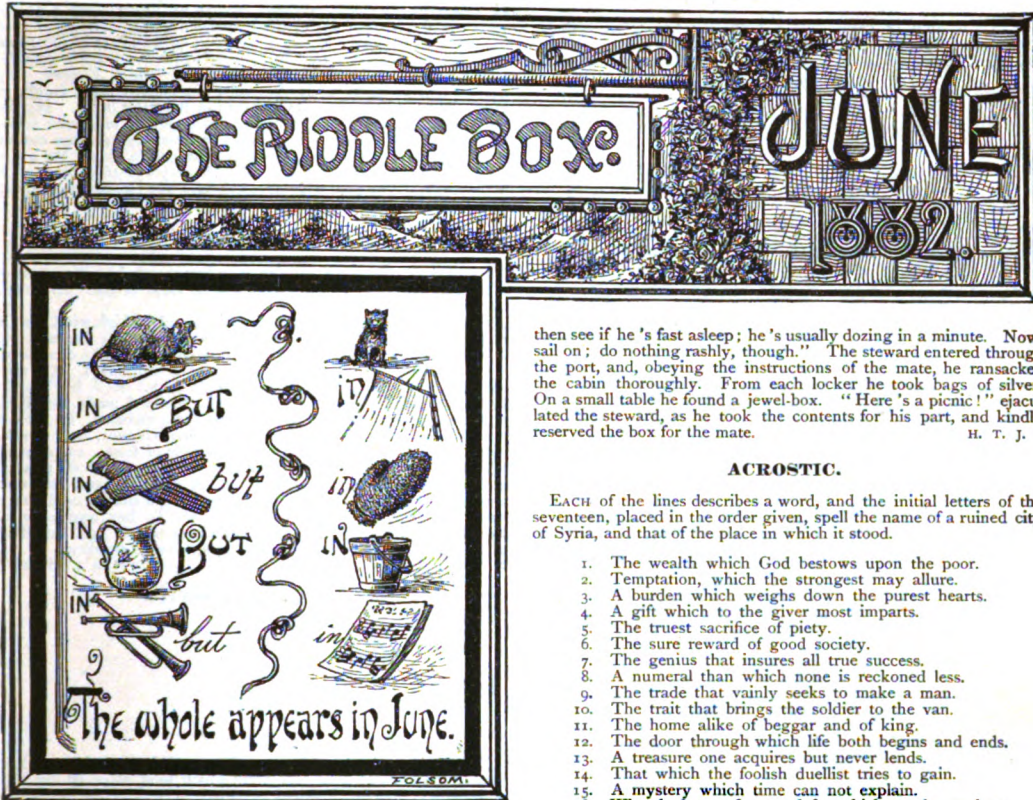 The Riddle Box.
June
1882.
IN
IN BUT in
IN but in
IN BUT IN
IN but in
The whole appears in June.
FOLSOM.
then see if he's fast asleep; he's usually dozing in a minute. Now
sail on; do nothing rashly, though." The steward entered throug
the port, and, obeying the instructions of the mate, he ransacke
the cabin thoroughly. From each locker he took bags of silve
On a small table he found a jewel-box. "Here's a picnic!" ejacu
lated the steward, as he took the contents for his part, and kindl
reserved the box for the mate. H. T. J.
ACROSTIC.
EACH of the lines describes a word, and the initial letters of th
seventeen, placed in the order given, spell the name of a ruined cit
of Syria, and that of the place in which it stood.
1. The wealth which God bestows upon the poor.
2. Temptation, which the strongest may allure.
3. A burden which weighs down the purest hearts.
4. A gift which to the giver most imparts.
5. The truest sacrifice of piety.
6. The sure reward of good society.
7. The genius that insures all true success.
8. A numeral than which none is reckoned less.
9. The trade that vainly seeks to make a man.
10. The trait that brings the soldier to the van.
11. The home alike of beggar and of king.
12. The door through which life both begins and ends.
13. A treasure one acquires but never lends.
14. That which the foolish duellist tries to gain.
15. A mystery which time can not explain.